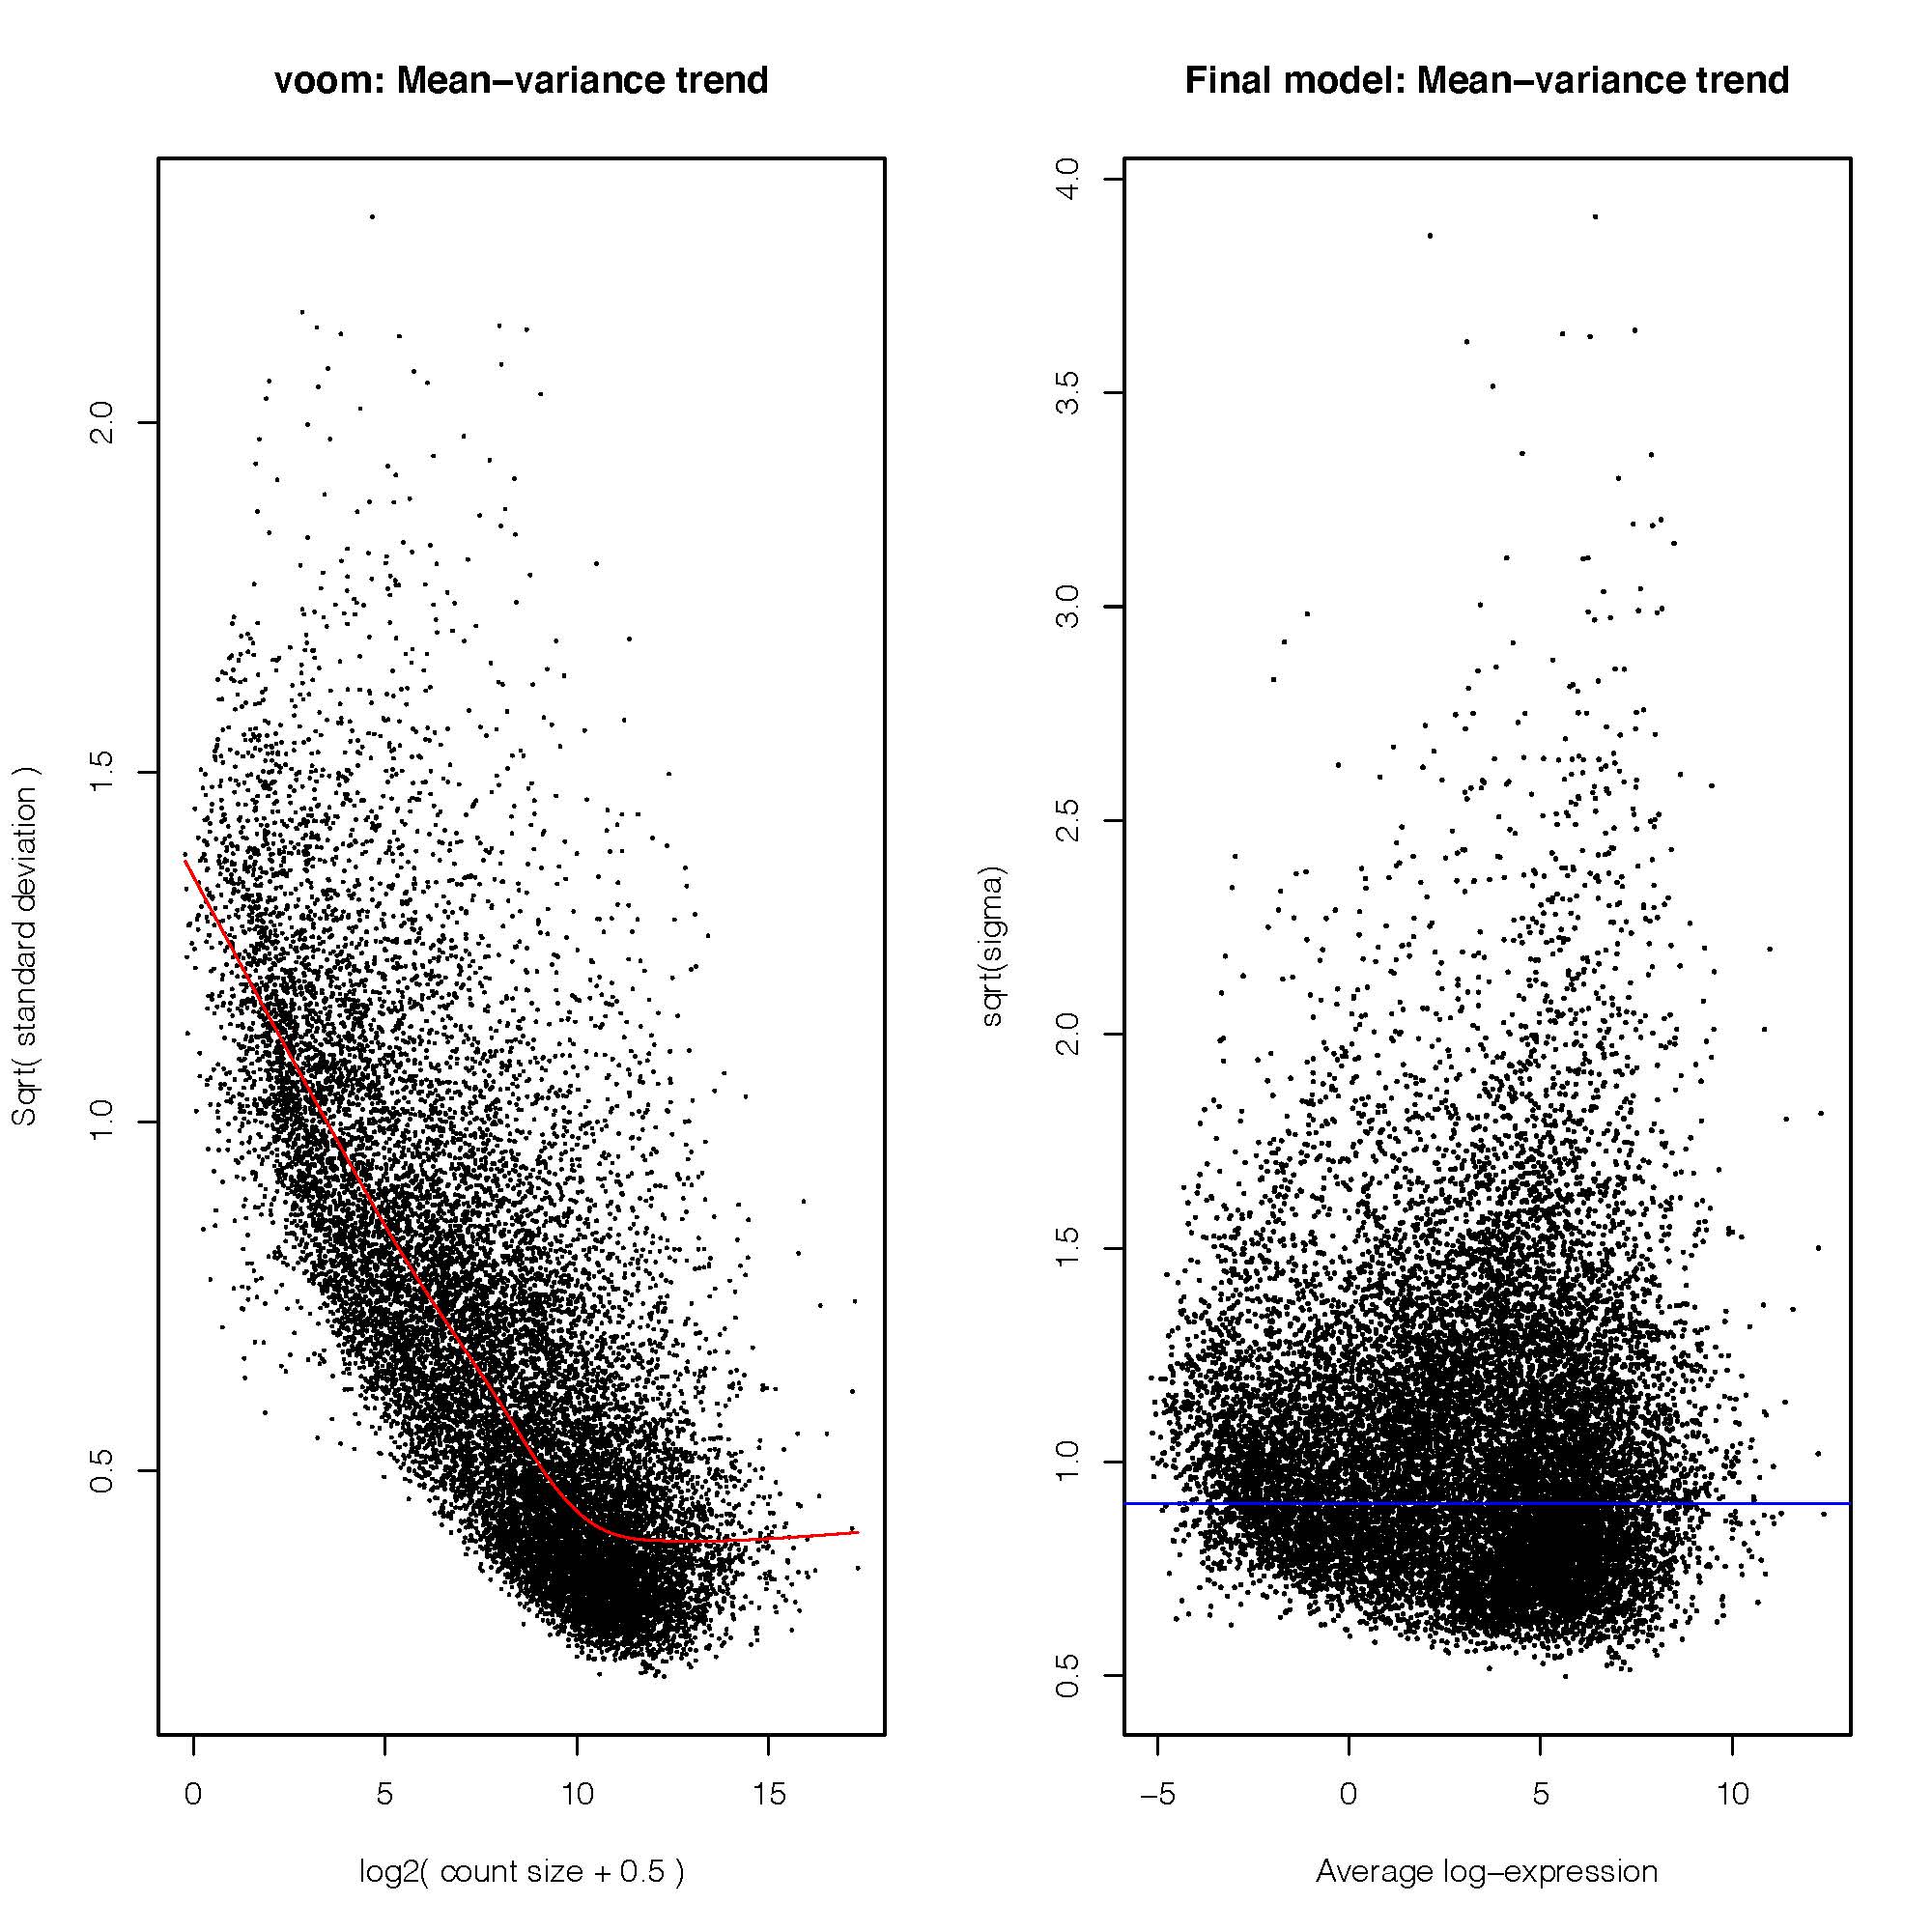 voom: Mean−variance trend
Sqrt( standard deviation )
2.0
1.5
1.0
0.5
0 5 10 15
log2( count size + 0.5 )
Final model: Mean−variance trend
sqrt(sigma)
4.0
3.5
3.0
2.5
2.0
1.5
1.0
0.5
−5 0 5 10
Average log−expression